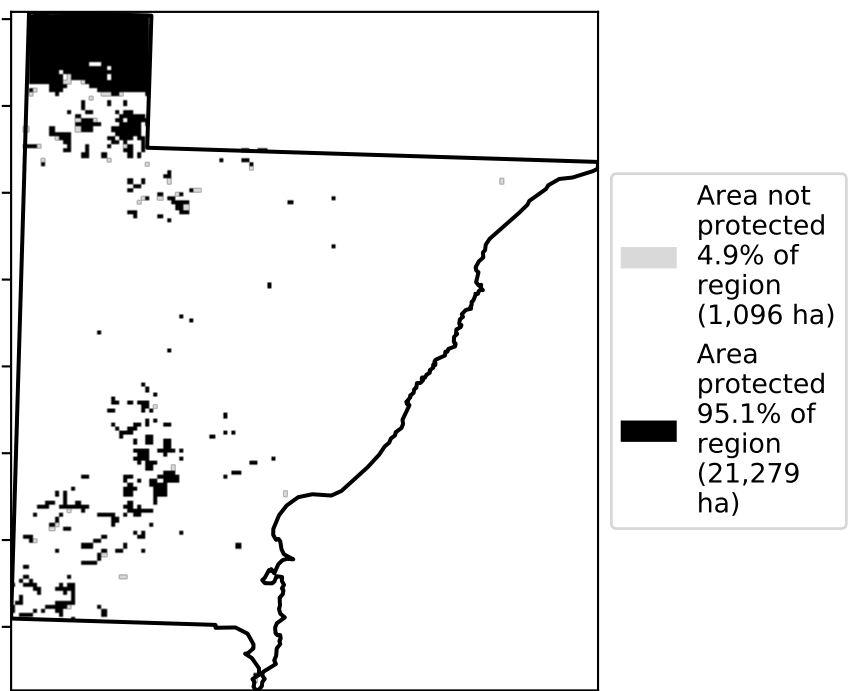 Area not
protected
4.9% of
region
(1,096 ha)
Area
protected
95.1% of
region
(21,279
ha)